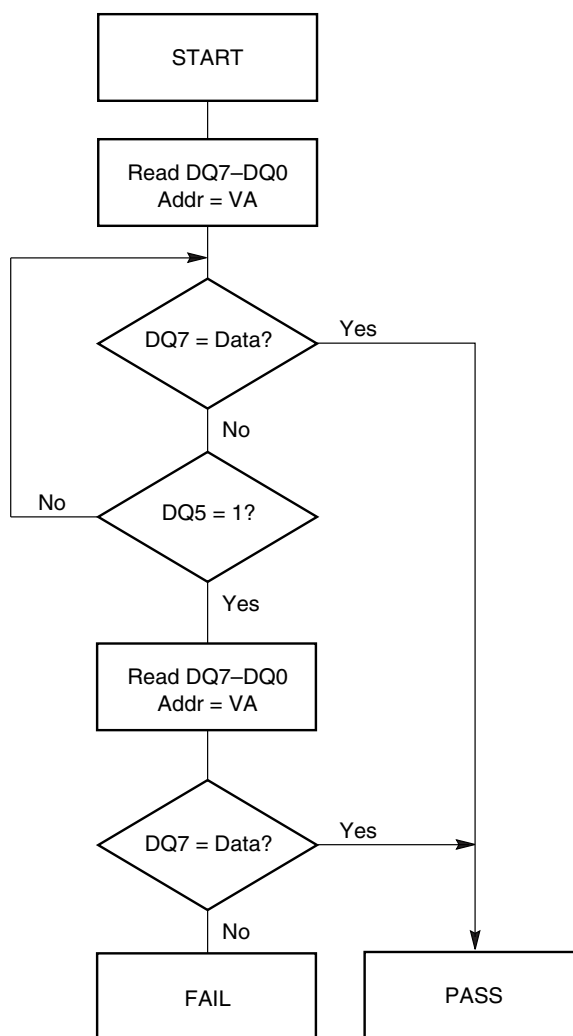 START
Read DQ7–DQ0
Addr = VA
DQ7 = Data?
Yes
No
No
DQ5 = 1?
Yes
Read DQ7–DQ0
Addr = VA
DQ7 = Data?
Yes
No
FAIL
PASS